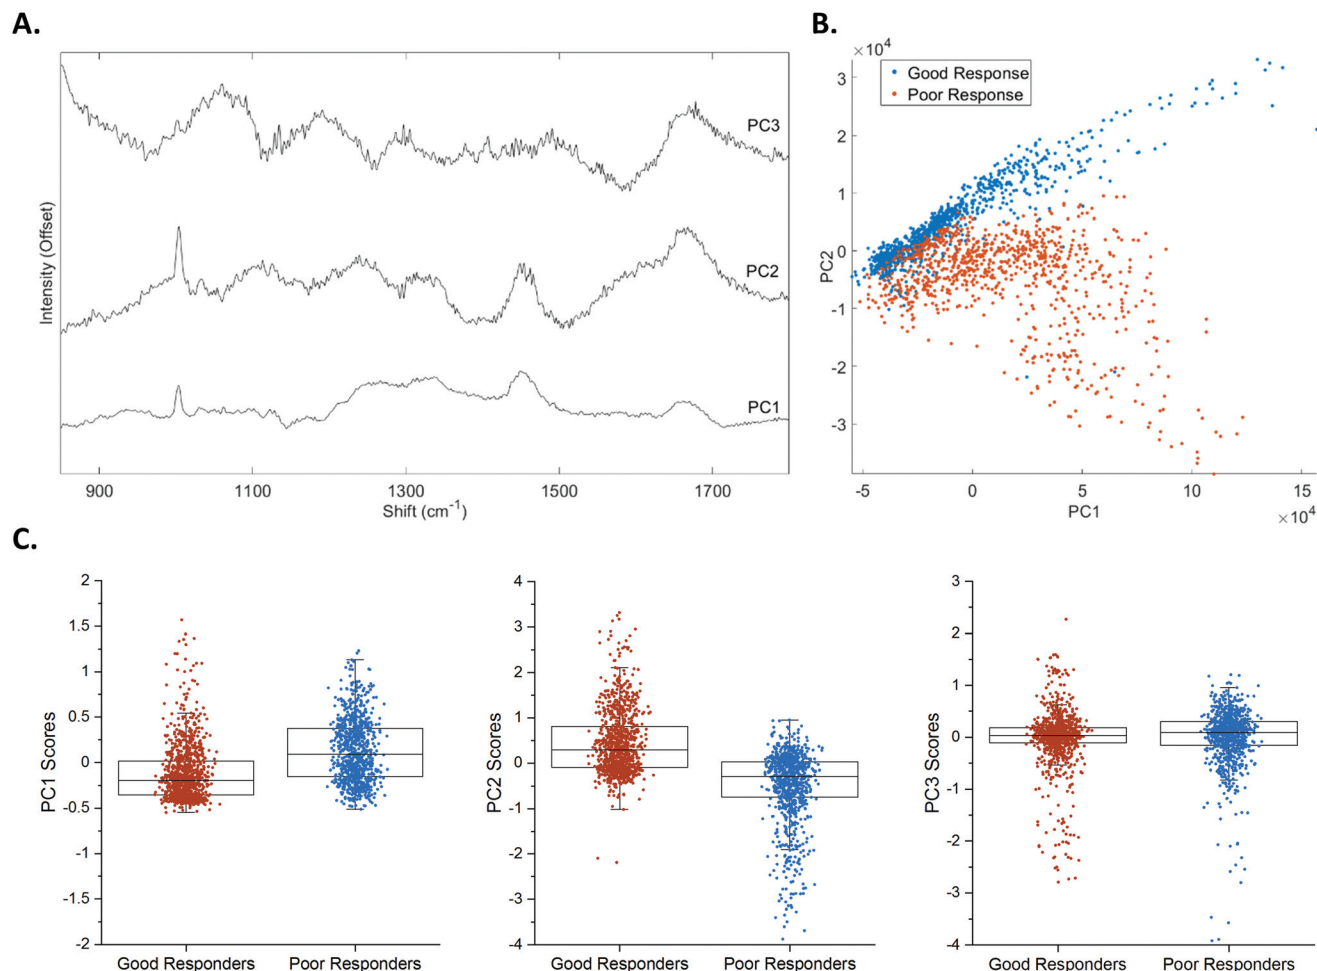 A.
PC3
PC2
PC1
Intensity (Offset)
900
1100
1300
1500
1700
Shift (cm⁻¹)
B.
×10⁴
Good Response
Poor Response
3
2
1
0
-1
-2
-3
PC2
-5
0
5
10
15
PC1
×10⁴
C.
2
1.5
1
0.5
0
-0.5
-1
-1.5
-2
PC1 Scores
Good Responders
Poor Responders
4
3
2
1
0
-1
-2
-3
-4
PC2 Scores
Good Responders
Poor Responders
3
2
1
0
-1
-2
-3
-4
PC3 Scores
Good Responders
Poor Responders